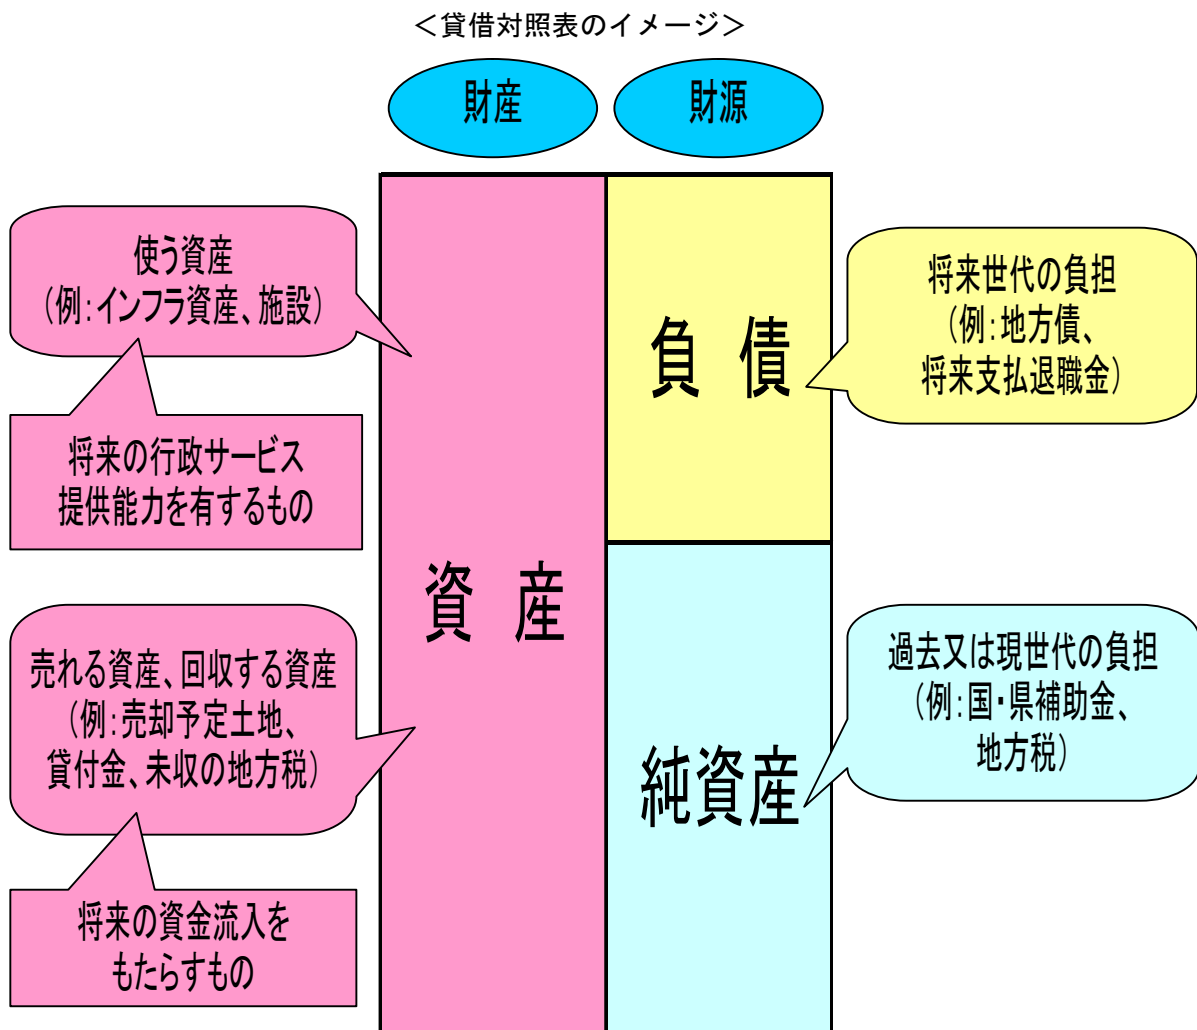 ＜貸借対照表のイメージ＞
財産
財源
使う資産
（例：インフラ資産、施設）
将来の行政サービス
提供能力を有するもの
売れる資産、回収する資産
（例：売却予定土地、
貸付金、未収の地方税）
将来の資金流入を
もたらすもの
資 産
負 債
純資産
将来世代の負担
（例：地方債、
将来支払退職金）
過去又は現世代の負担
（例：国・県補助金、
地方税）